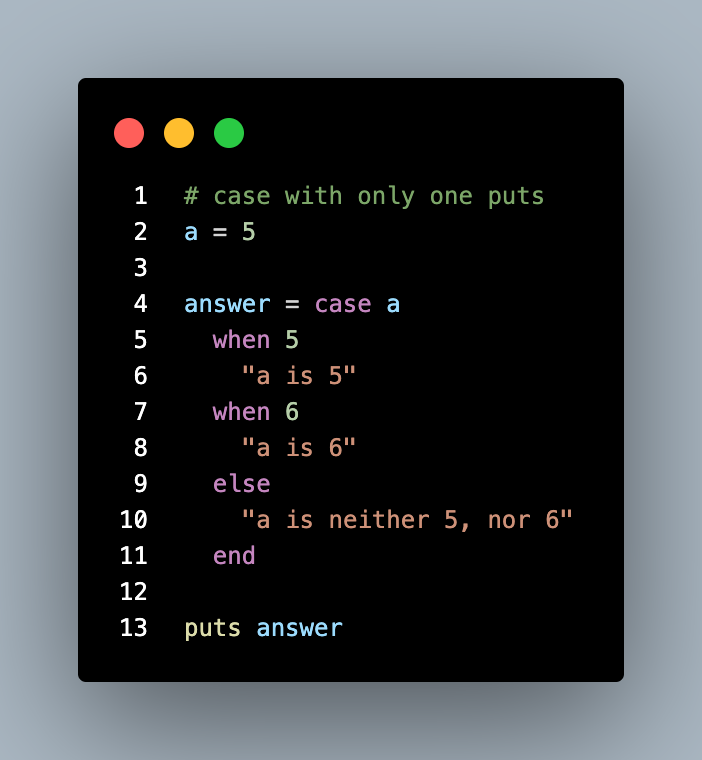 1 # case with only one puts
2 a = 5
3
4 answer = case a
5   when 5
6     "a is 5"
7   when 6
8     "a is 6"
9   else
10     "a is neither 5, nor 6"
11   end
12
13 puts answer